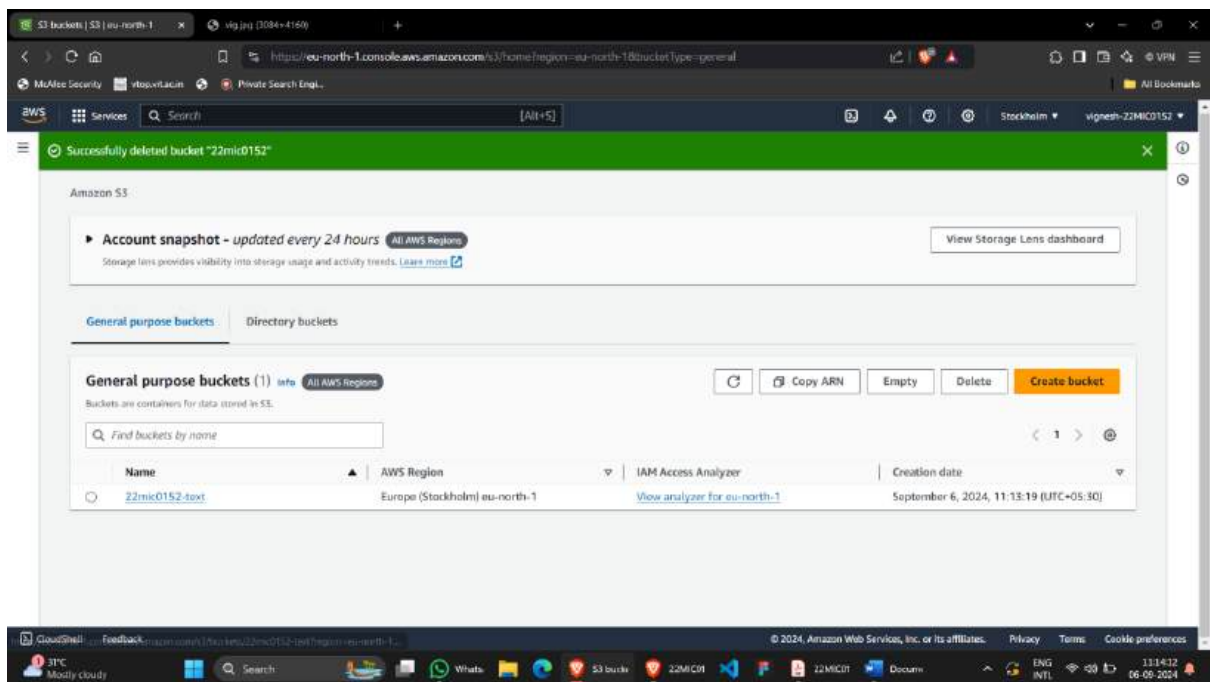 S3 buckets | S3 | eu-north-1
vig.jpg (3084×4160)
https://eu-north-1.console.aws.amazon.com/s3/home?region=eu-north-1&bucketType=general
VPN
McAfee Security vtop.vit.ac.in Private Search Engi...
All Bookmarks
aws Services Search [Alt+S] Stockholm vignesh-22MIC0152
Successfully deleted bucket "22mic0152"
Amazon S3
Account snapshot - updated every 24 hours All AWS Regions
View Storage Lens dashboard
Storage lens provides visibility into storage usage and activity trends. Learn more
General purpose buckets Directory buckets
General purpose buckets (1) Info All AWS Regions
Copy ARN Empty Delete Create bucket
Buckets are containers for data stored in S3.
Find buckets by name
1
Name AWS Region IAM Access Analyzer Creation date
22mic0152-text Europe (Stockholm) eu-north-1 View analyzer for eu-north-1 September 6, 2024, 11:13:19 (UTC+05:30)
CloudShell Feedback
© 2024, Amazon Web Services, Inc. or its affiliates. Privacy Terms Cookie preferences
31°C
Mostly cloudy
Search Whats S3 bucke 22MIC01 22MIC01 Docum
ENG
INTL
11:14:32
06-09-2024